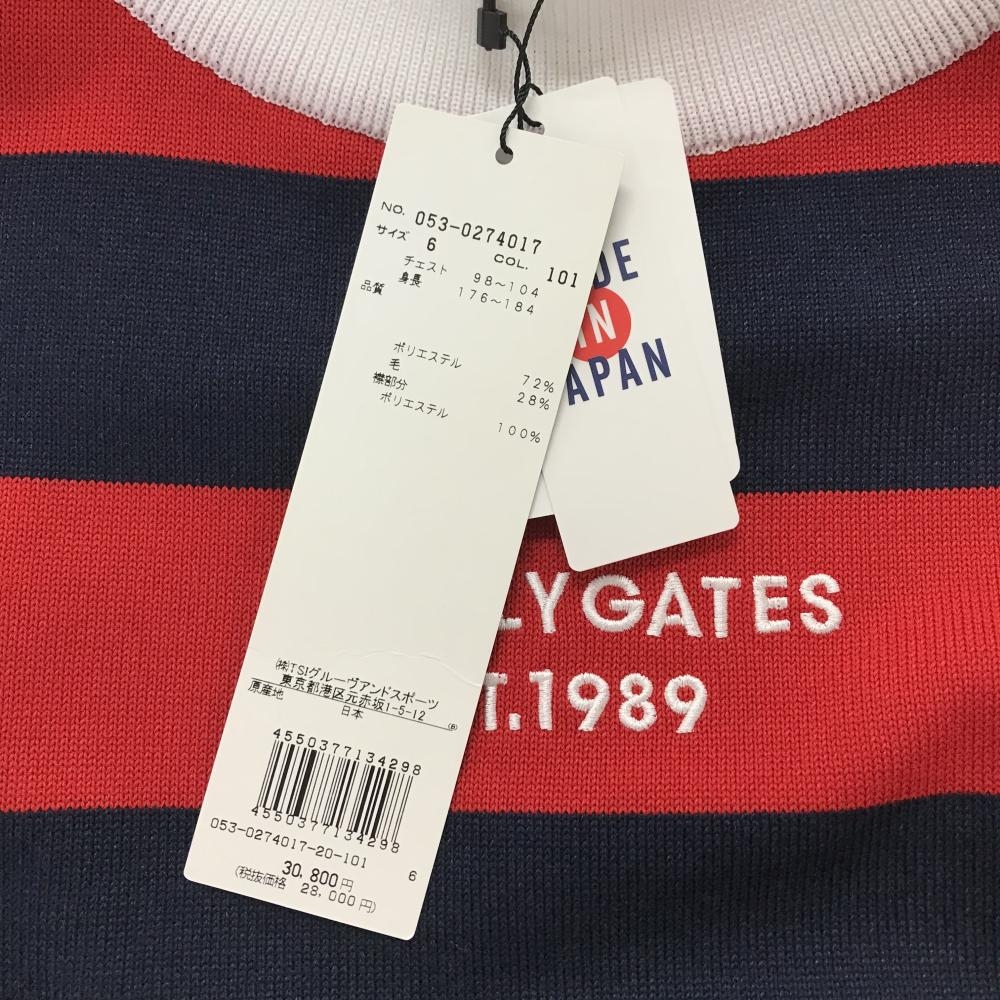 NO. 053-0274017
サイズ 6 COL. 101
チェスト 98〜104
身長 176〜184
品質
ポリエステル 72%
毛 28%
襟部分
ポリエステル 100%
㈱TSIグルーヴアンドスポーツ
東京都港区元赤坂1-5-12
原産地 日本
4550377134298
4550377134298
053-0274017-20-101 6
30,800円
(税抜価格 28,000円)
DE
IN
JAPAN
LYGATES
T.1989